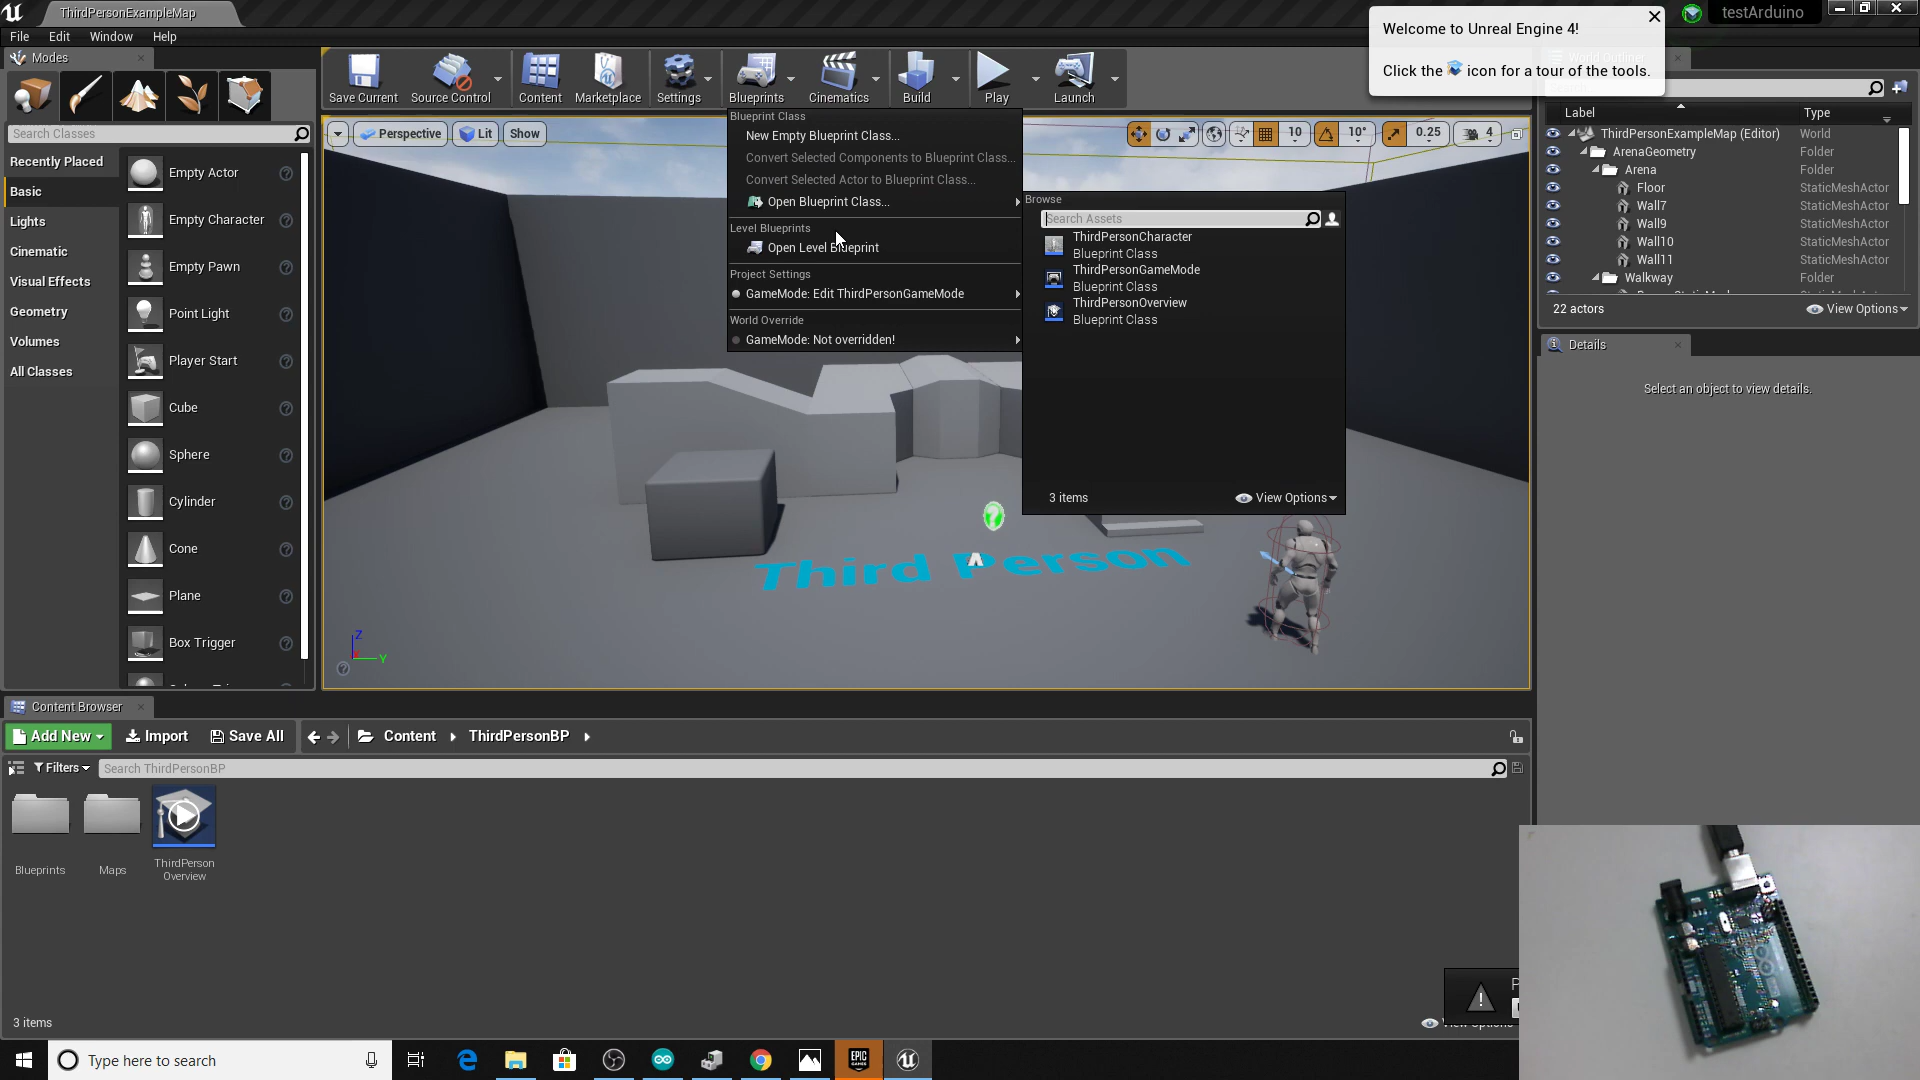 ThirdPersonExampleMap
testArduino
File Edit Window Help
Welcome to Unreal Engine 4!
Click the icon for a tour of the tools.
Modes
Save Current
Source Control
Content
Marketplace
Settings
Blueprints
Cinematics
Build
Play
Launch
Search Classes
Recently Placed
Basic
Lights
Cinematic
Visual Effects
Geometry
Volumes
All Classes
Empty Actor
Empty Character
Empty Pawn
Point Light
Player Start
Cube
Sphere
Cylinder
Cone
Plane
Box Trigger
Perspective
Lit
Show
10
10°
0.25
4
Blueprint Class
New Empty Blueprint Class...
Convert Selected Components to Blueprint Class...
Convert Selected Actor to Blueprint Class...
Open Blueprint Class...
Level Blueprints
Open Level Blueprint
Project Settings
GameMode: Edit ThirdPersonGameMode
World Override
GameMode: Not overridden!
Browse
Search Assets
ThirdPersonCharacter
Blueprint Class
ThirdPersonGameMode
Blueprint Class
ThirdPersonOverview
Blueprint Class
3 items
View Options
Third Person
Z
Y
Label Type
ThirdPersonExampleMap (Editor) World
ArenaGeometry Folder
Arena Folder
Floor StaticMeshActor
Wall7 StaticMeshActor
Wall9 StaticMeshActor
Wall10 StaticMeshActor
Wall11 StaticMeshActor
Walkway Folder
22 actors
View Options
Details
Select an object to view details.
Content Browser
Add New
Import
Save All
Content
ThirdPersonBP
Filters
Search ThirdPersonBP
Blueprints
Maps
ThirdPerson
Overview
3 items
Type here to search
EPIC
GAMES